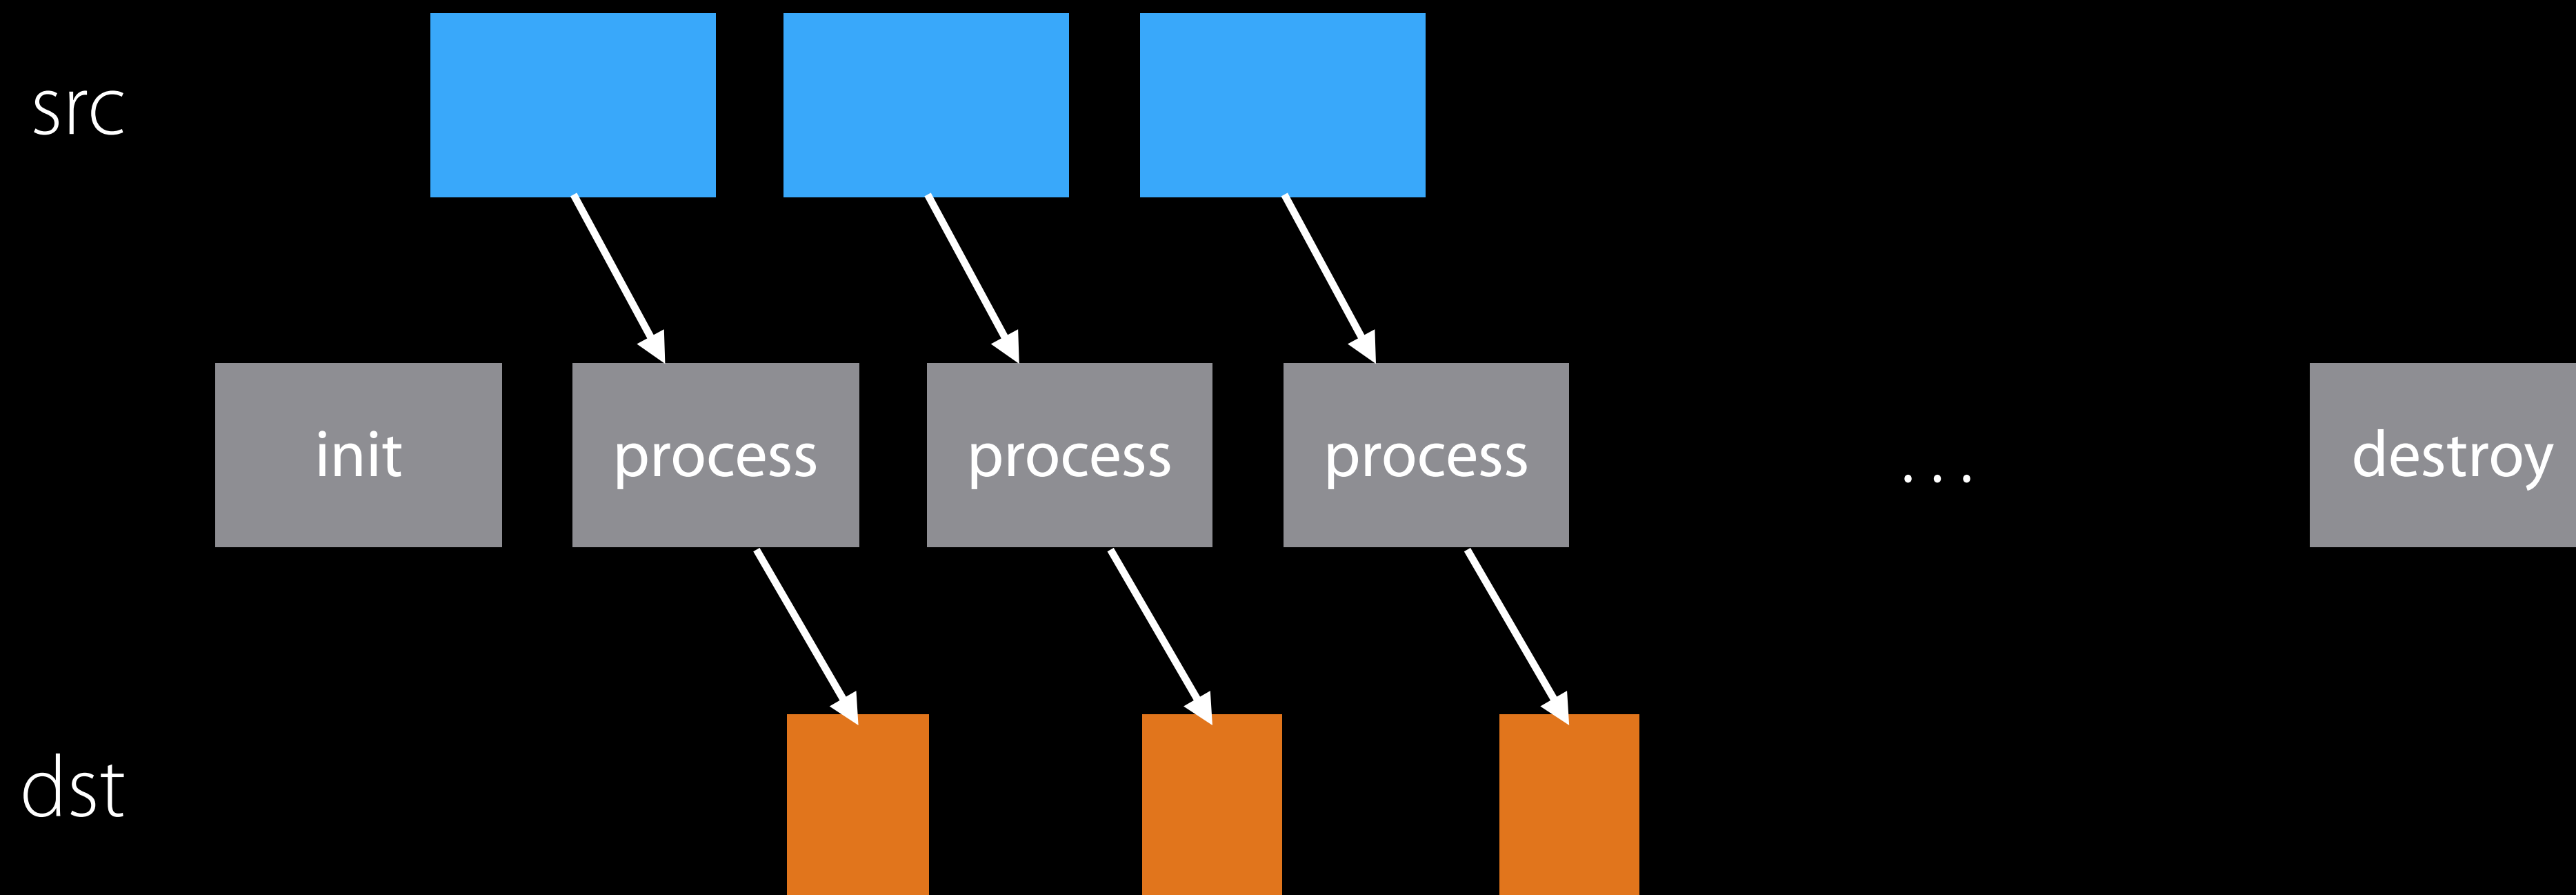 src
init
process
process
process
...
destroy
dst